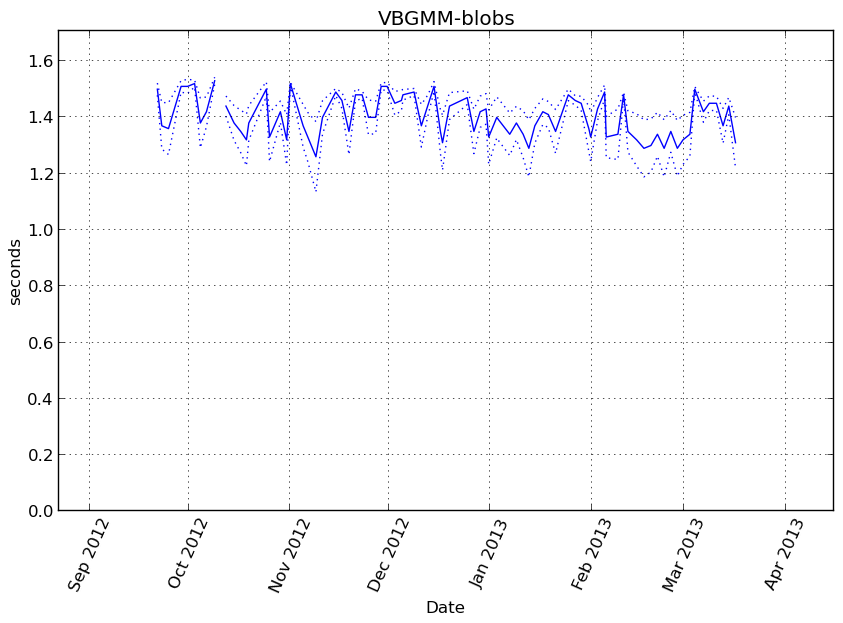 VBGMM-blobs
1.6
1.4
1.2
1.0
0.8
0.6
0.4
0.2
0.0
seconds
Sep 2012
Oct 2012
Nov 2012
Dec 2012
Jan 2013
Feb 2013
Mar 2013
Apr 2013
Date